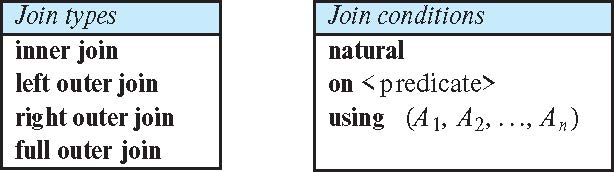 Join types
inner join
left outer join
right outer join
full outer join
Join conditions
natural
on <predicate>
using (A1, A2, ..., An)